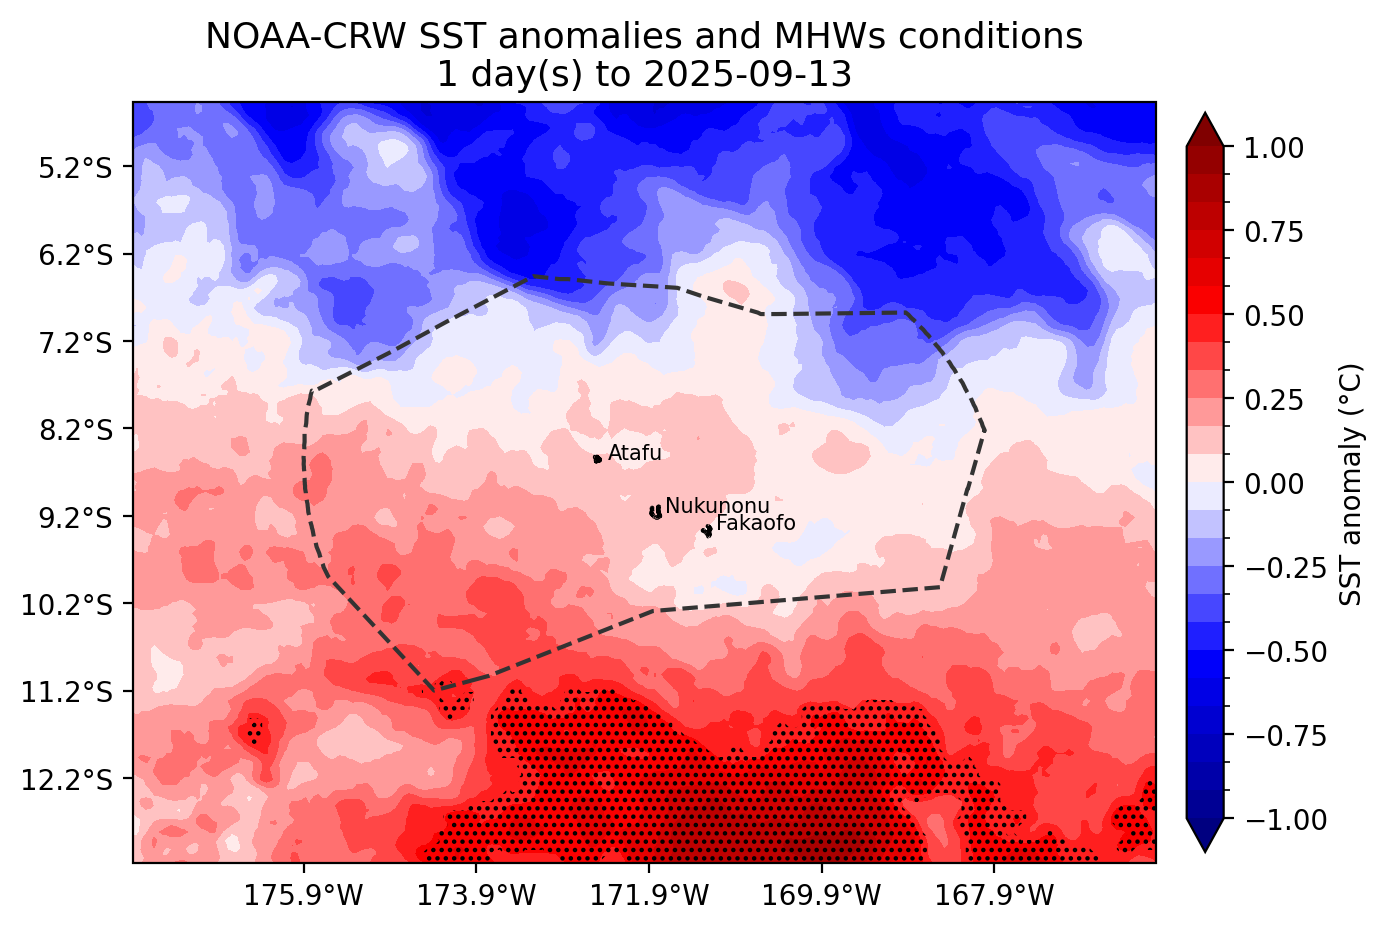 NOAA-CRW SST anomalies and MHWs conditions
1 day(s) to 2025-09-13
5.2°S
6.2°S
7.2°S
8.2°S
9.2°S
10.2°S
11.2°S
12.2°S
Atafu
Nukunonu
Fakaofo
175.9°W
173.9°W
171.9°W
169.9°W
167.9°W
1.00
0.75
0.50
0.25
0.00
−0.25
−0.50
−0.75
−1.00
SST anomaly (°C)